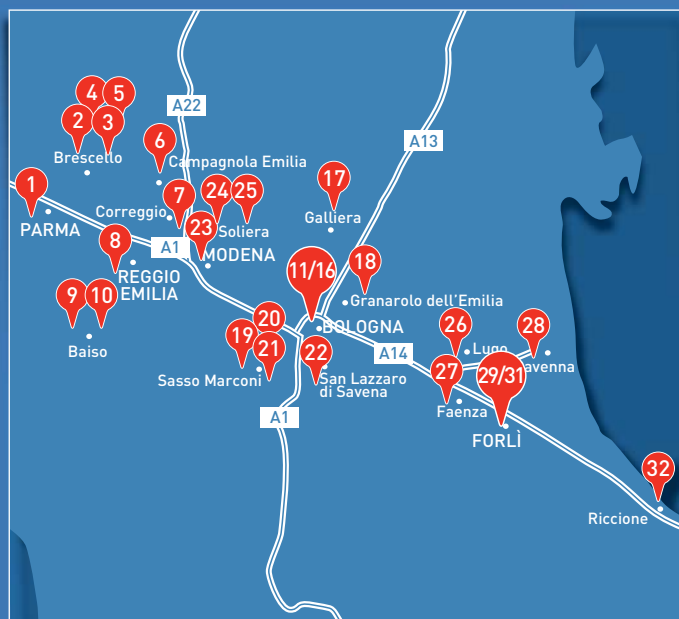 A22
4
5
2
3
Brescello
6
Campagnola Emilia
A13
1
PARMA
Correggio
7
24
25
Soliera
17
Galliera
23
MODENA
8
A1
REGGIO
EMILIA
11/16
18
Granarolo dell'Emilia
BOLOGNA
9
10
Baiso
20
19
21
Sasso Marconi
22
San Lazzaro
di Savena
A14
26
Lugo
28
avenna
27
Faenza
29/31
FORLÌ
A1
32
Riccione